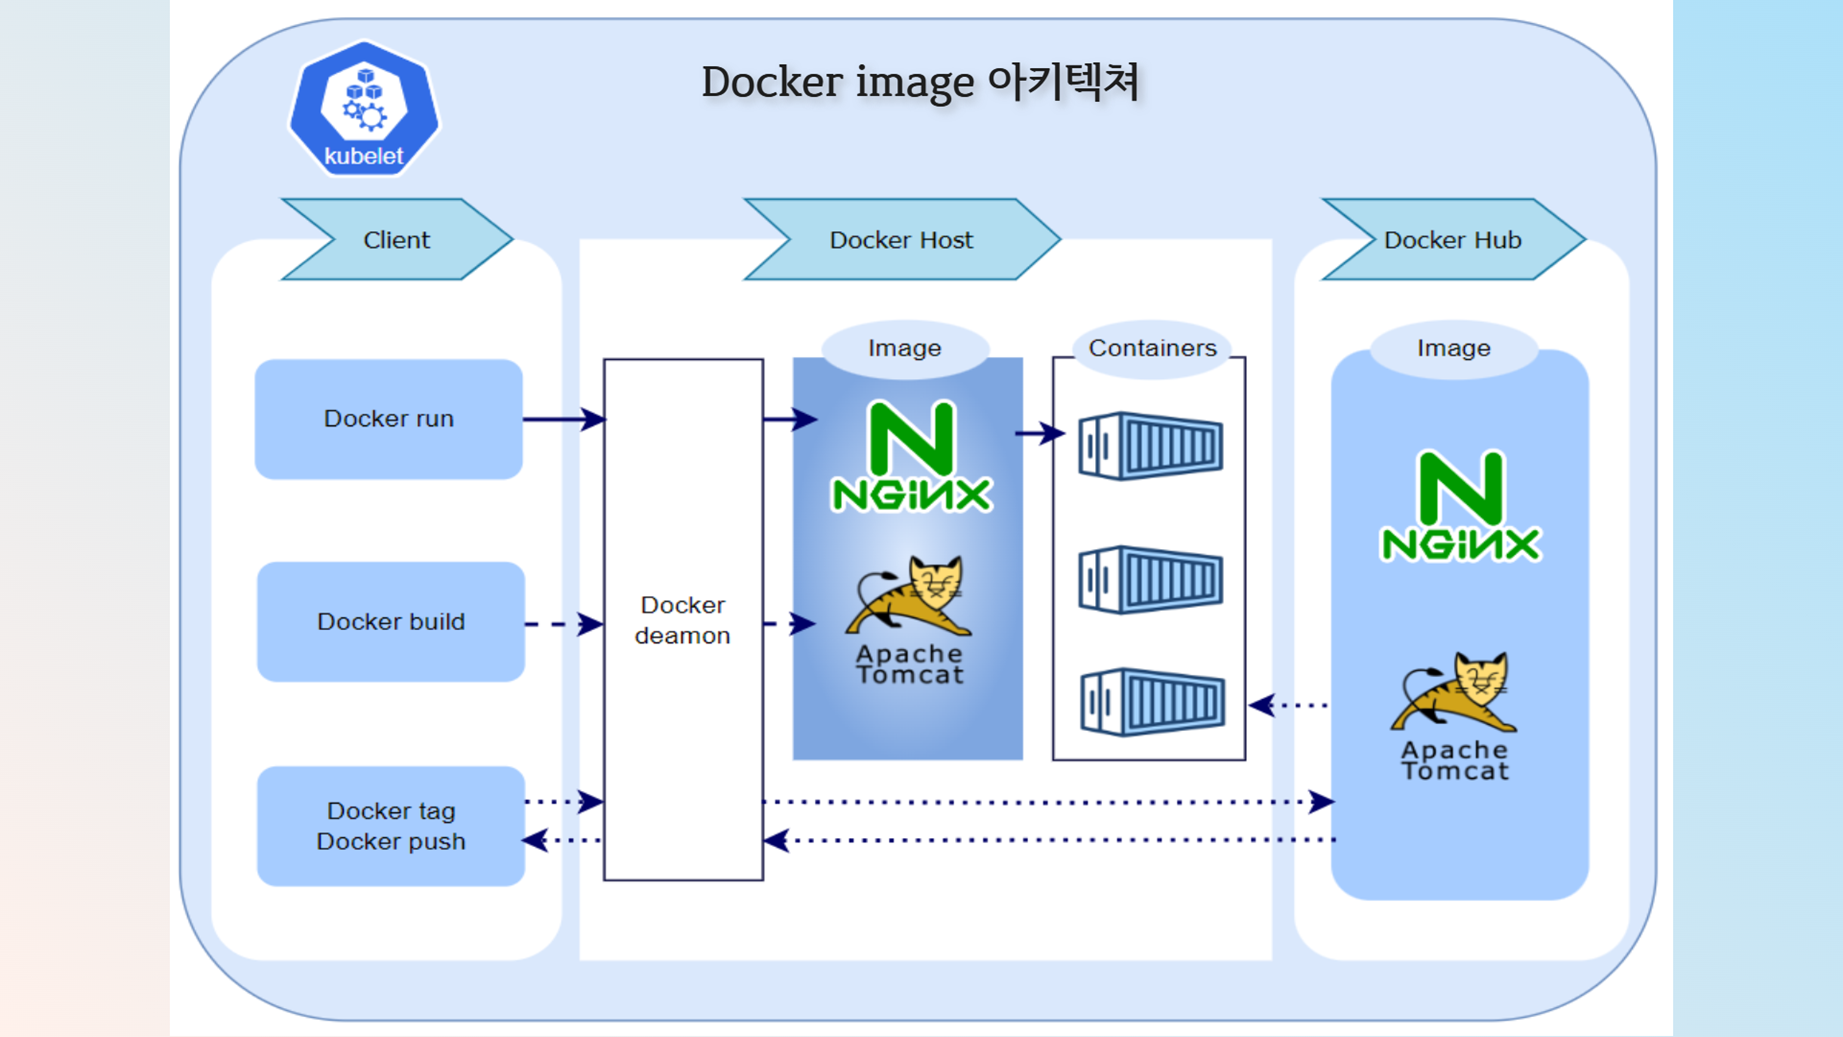 Docker image 아키텍쳐
kubelet
Client
Docker Host
Docker Hub
Image
Containers
Image
Docker run
NGiNX
NGiNX
Docker build
Docker
deamon
Apache
Tomcat
Apache
Tomcat
Docker tag
Docker push